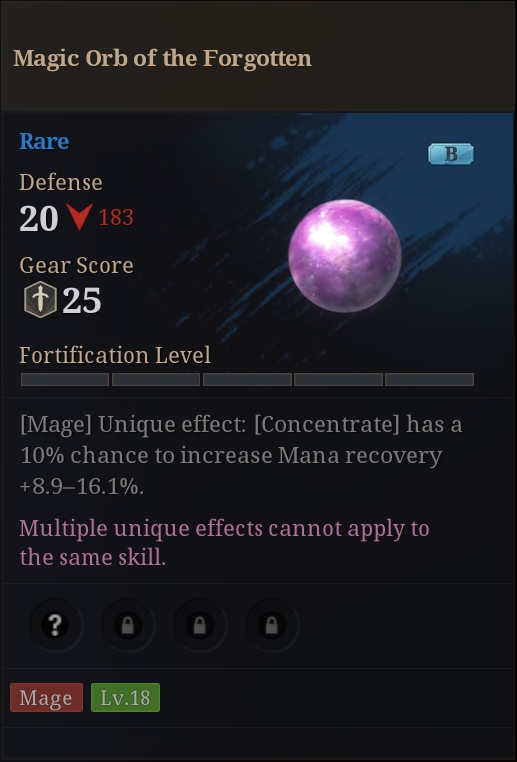 Magic Orb of the Forgotten
Rare
B
Defense
20 183
Gear Score
25
Fortification Level
[Mage] Unique effect: [Concentrate] has a
10% chance to increase Mana recovery
+8.9–16.1%.
Multiple unique effects cannot apply to
the same skill.
?
Mage Lv.18